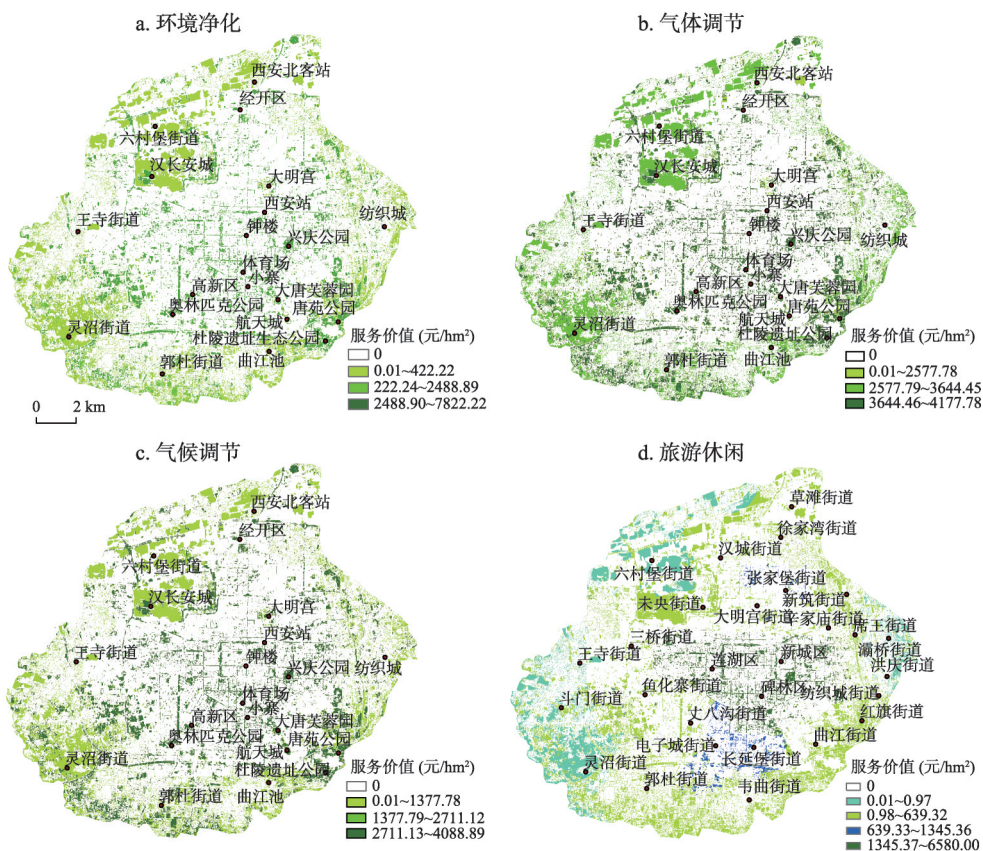 a. 环境净化
西安北客站
经开区
六村堡街道
汉长安城
大明宫
西安站
王寺街道
纺织城
钟楼
兴庆公园
体育场
小寨
高新区
大唐芙蓉园
奥林匹克公园
唐苑公园
灵沼街道
航天城
杜陵遗址生态公园
郭杜街道
曲江池
服务价值 (元/hm²)
0
0.01~422.22
222.24~2488.89
2488.90~7822.22
0 2 km
b. 气体调节
西安北客站
经开区
六村堡街道
汉长安城
大明宫
西安站
王寺街道
钟楼
兴庆公园
纺织城
体育场
小寨
高新区
大唐芙蓉园
奥林匹克公园
唐苑公园
灵沼街道
航天城
杜陵遗址公园
郭杜街道
曲江池
服务价值 (元/hm²)
0
0.01~2577.78
2577.79~3644.45
3644.46~4177.78
c. 气候调节
西安北客站
经开区
六村堡街道
汉长安城
大明宫
西安站
王寺街道
钟楼
兴庆公园
纺织城
体育场
小寨
高新区
大唐芙蓉园
奥林匹克公园
唐苑公园
灵沼街道
航天城
杜陵遗址公园
郭杜街道
曲江池
服务价值 (元/hm²)
0
0.01~1377.78
1377.79~2711.12
2711.13~4088.89
d. 旅游休闲
草滩街道
徐家湾街道
汉城街道
六村堡街道
张家堡街道
未央街道
新筑街道
大明宫街道
辛家庙街道
席王街道
三桥街道
灞桥街道
王寺街道
莲湖区
新城区
洪庆街道
鱼化寨街道
碑林区
纺织城街道
斗门街道
丈八沟街道
红旗街道
电子城街道
曲江街道
长延堡街道
灵沼街道
郭杜街道
韦曲街道
服务价值 (元/hm²)
0
0.01~0.97
0.98~639.32
639.33~1345.36
1345.37~6580.00